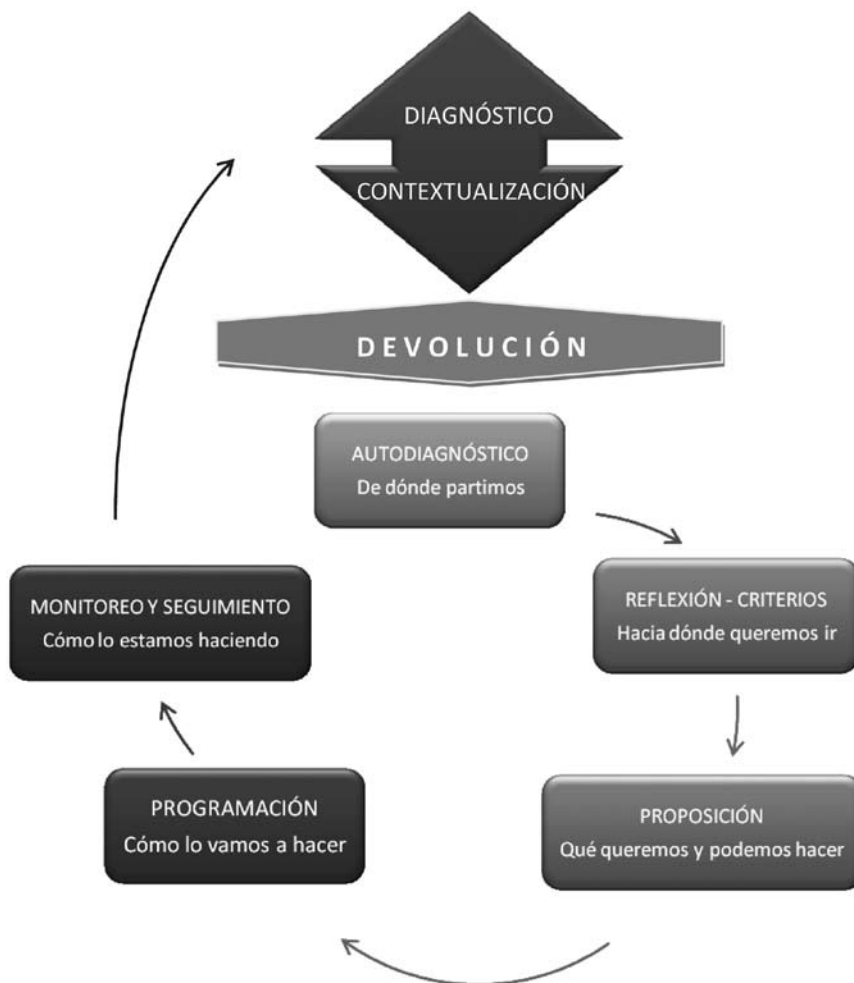 DIAGNÓSTICO
CONTEXTUALIZACIÓN
DEVOLUCIÓN
AUTODIAGNÓSTICO
De dónde partimos
REFLEXIÓN - CRITERIOS
Hacia dónde queremos ir
PROPOSICIÓN
Qué queremos y podemos hacer
PROGRAMACIÓN
Cómo lo vamos a hacer
MONITOREO Y SEGUIMIENTO
Cómo lo estamos haciendo